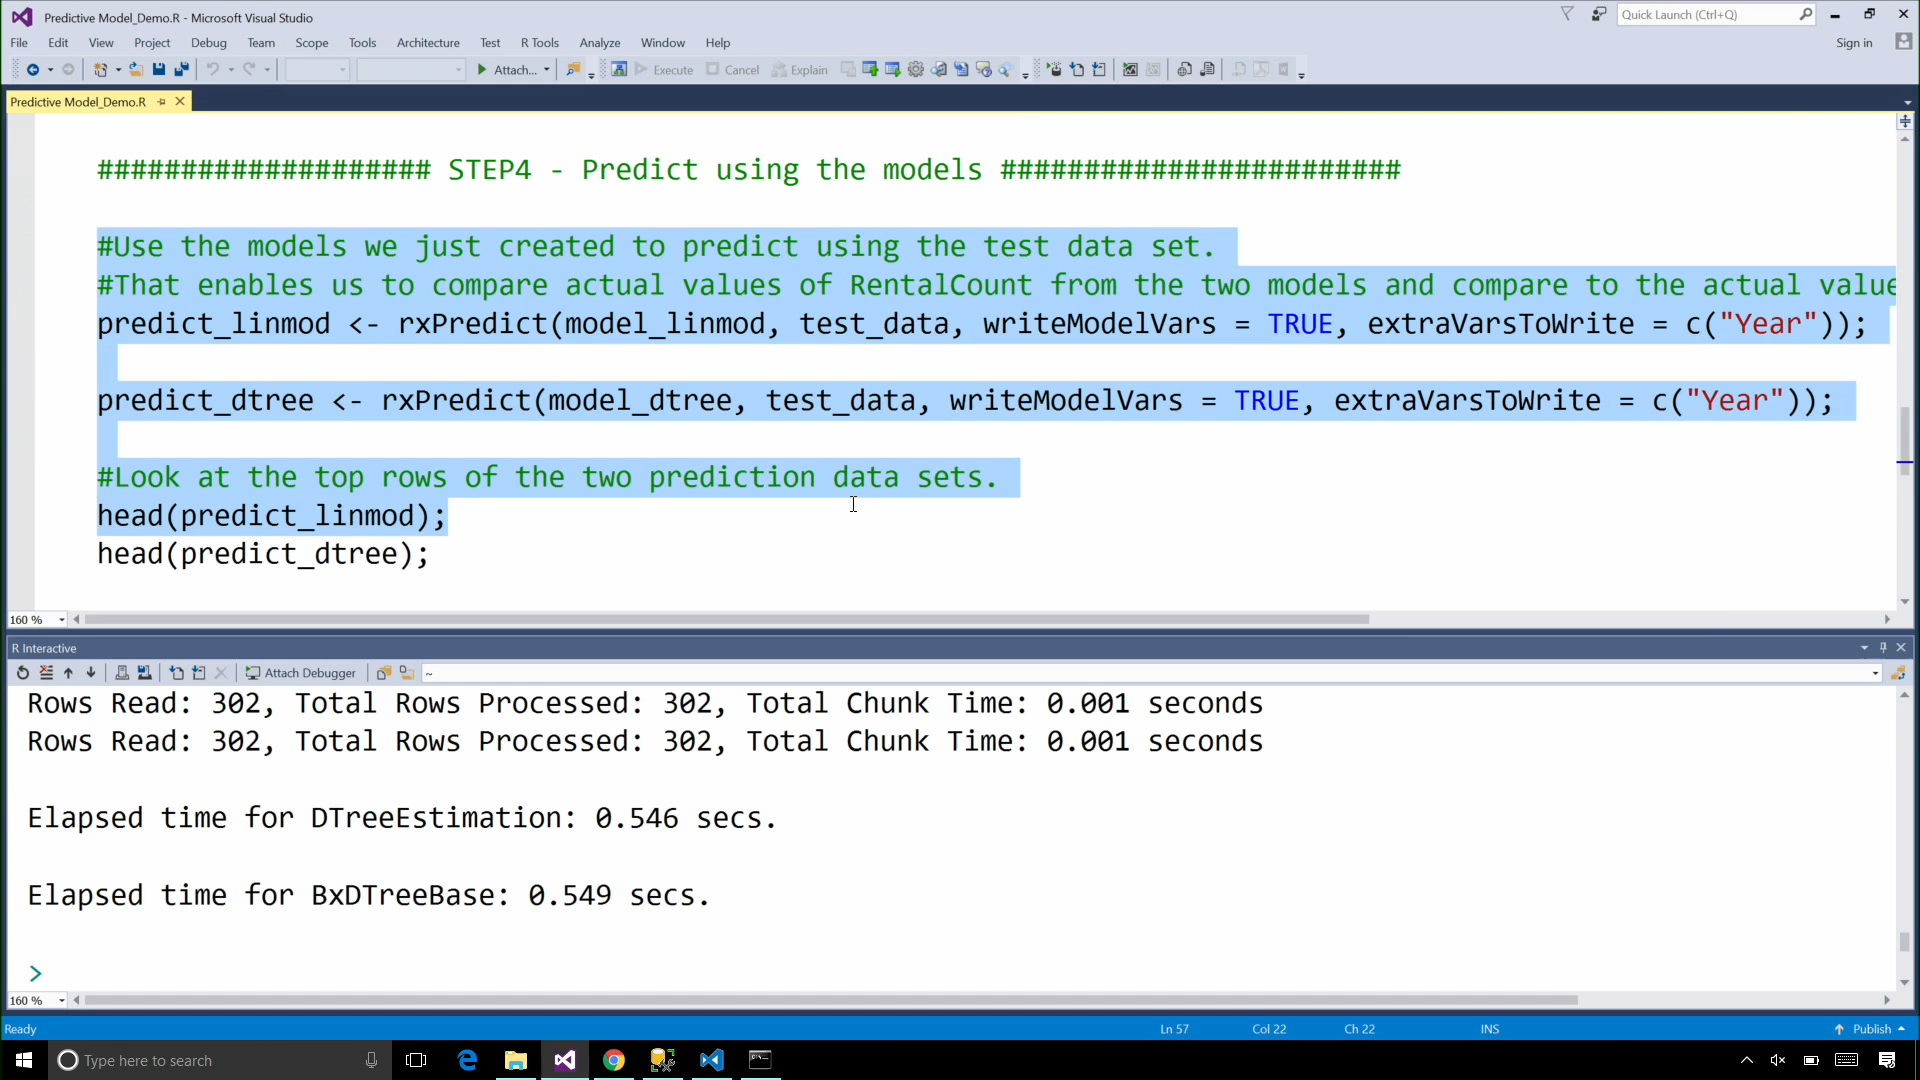 Predictive Model_Demo.R - Microsoft Visual Studio
Quick Launch (Ctrl+Q)
File Edit View Project Debug Team Scope Tools Architecture Test R Tools Analyze Window Help
Sign in
Attach... Execute Cancel Explain
Predictive Model_Demo.R
#################### STEP4 - Predict using the models ########################
#Use the models we just created to predict using the test data set.
#That enables us to compare actual values of RentalCount from the two models and compare to the actual value
predict_linmod <- rxPredict(model_linmod, test_data, writeModelVars = TRUE, extraVarsToWrite = c("Year"));
predict_dtree <- rxPredict(model_dtree, test_data, writeModelVars = TRUE, extraVarsToWrite = c("Year"));
#Look at the top rows of the two prediction data sets.
head(predict_linmod);
head(predict_dtree);
160 %
R Interactive
Attach Debugger ~
Rows Read: 302, Total Rows Processed: 302, Total Chunk Time: 0.001 seconds
Rows Read: 302, Total Rows Processed: 302, Total Chunk Time: 0.001 seconds
Elapsed time for DTreeEstimation: 0.546 secs.
Elapsed time for BxDTreeBase: 0.549 secs.
>
160 %
Ready Ln 57 Col 22 Ch 22 INS Publish
Type here to search